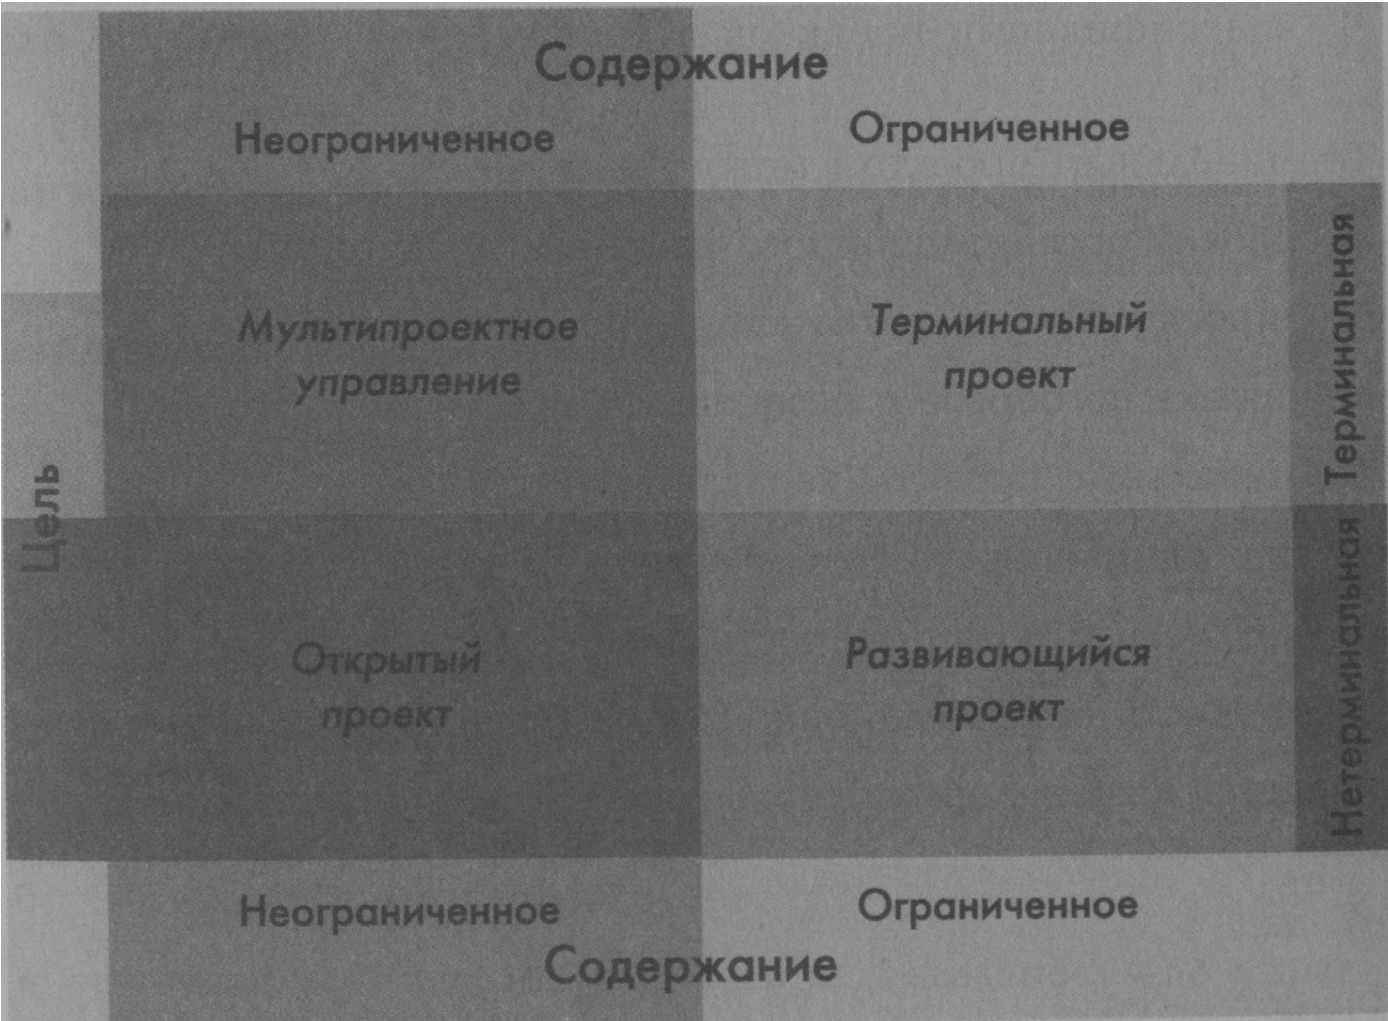 Содержание
Неограниченное Ограниченное
Мультипроектное
управление
Терминальный
проект
Терминальная
Цель
Открытый
проект
Развивающийся
проект
Нетерминальная
Неограниченное Ограниченное
Содержание